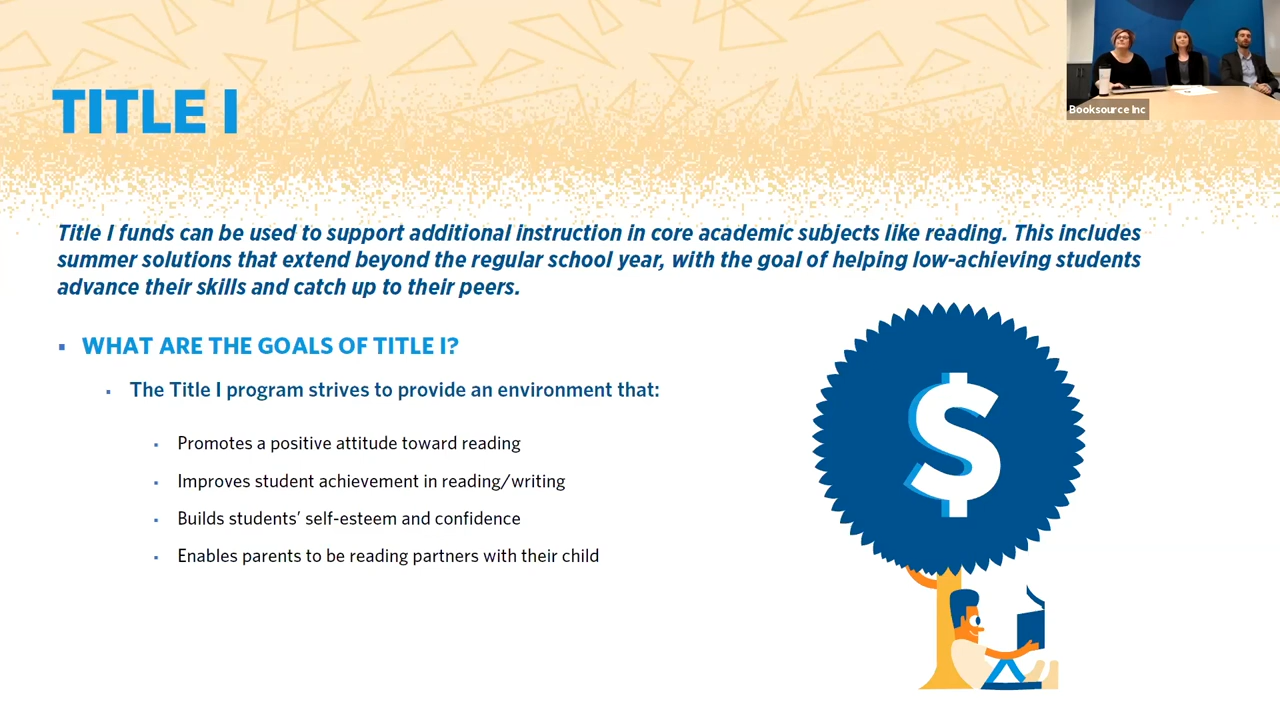 TITLE I
Booksource Inc
Title I funds can be used to support additional instruction in core academic subjects like reading. This includes
summer solutions that extend beyond the regular school year, with the goal of helping low-achieving students
advance their skills and catch up to their peers.
WHAT ARE THE GOALS OF TITLE I?
The Title I program strives to provide an environment that:
Promotes a positive attitude toward reading
Improves student achievement in reading/writing
Builds students’ self-esteem and confidence
Enables parents to be reading partners with their child
$